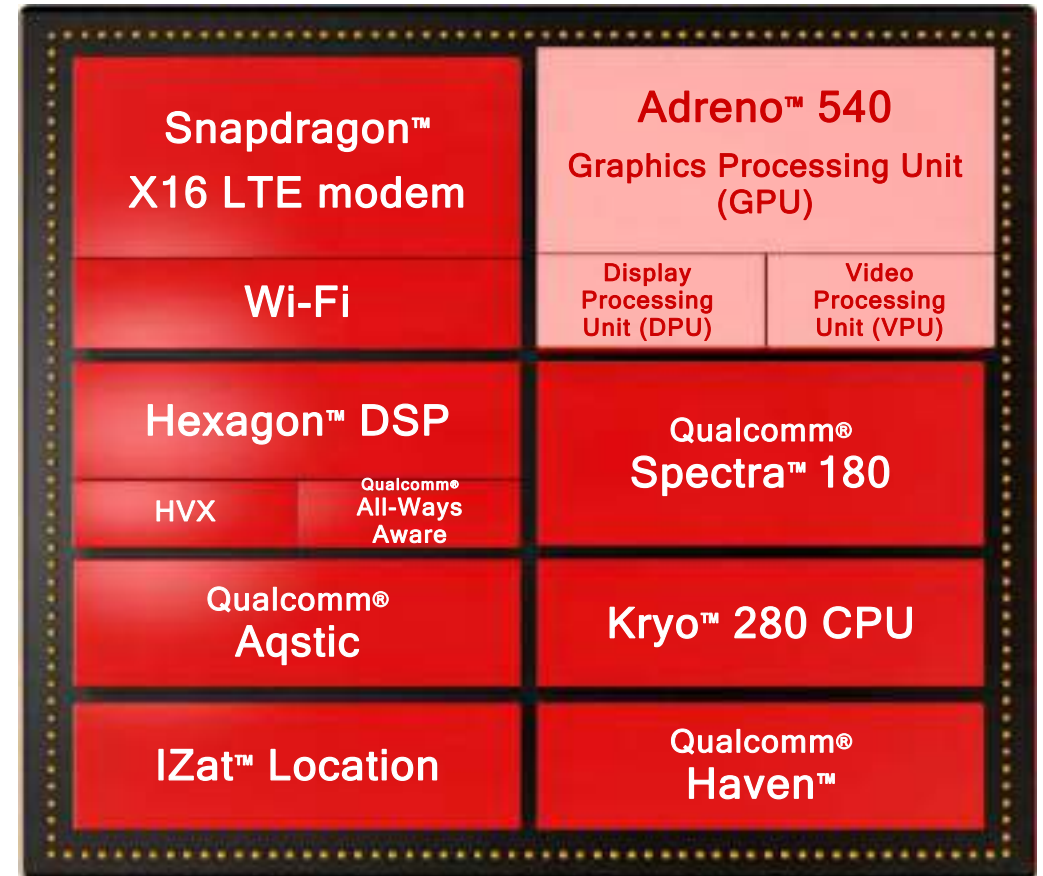 Snapdragon™
X16 LTE modem
Wi-Fi
Adreno™ 540
Graphics Processing Unit
(GPU)
Display
Processing
Unit (DPU)
Video
Processing
Unit (VPU)
Hexagon™ DSP
HVX
Qualcomm®
All-Ways
Aware
Qualcomm®
Spectra™ 180
Qualcomm®
Aqstic
Kryo™ 280 CPU
IZat™ Location
Qualcomm®
Haven™